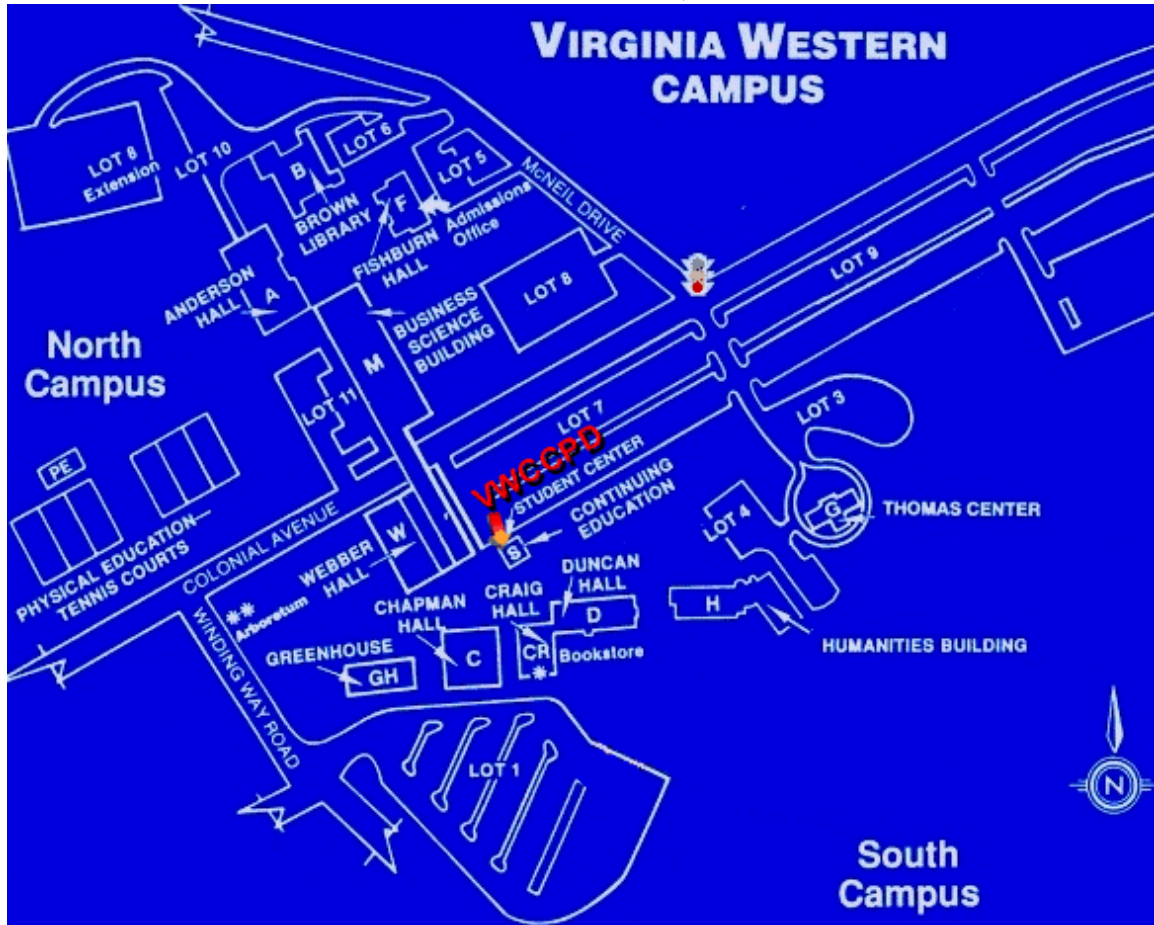 VIRGINIA WESTERN
CAMPUS
LOT 8
Extension
LOT 10
B
LOT 6
LOT 5
McNEIL DRIVE
BROWN
LIBRARY
F
Admissions
Office
FISHBURN
HALL
ANDERSON
HALL
A
BUSINESS
SCIENCE
BUILDING
LOT 8
LOT 9
North
Campus
M
LOT 11
LOT 7
LOT 3
VWCCPD
STUDENT CENTER
CONTINUING
EDUCATION
PE
PHYSICAL EDUCATION
TENNIS COURTS
COLONIAL AVENUE
W
WEBBER
HALL
S
LOT 4
G
THOMAS CENTER
** Arboretum
WINDING WAY ROAD
CHAPMAN
HALL
CRAIG
HALL
DUNCAN
HALL
D
H
HUMANITIES BUILDING
GREENHOUSE
GH
C
CR
*
Bookstore
LOT 1
N
South
Campus